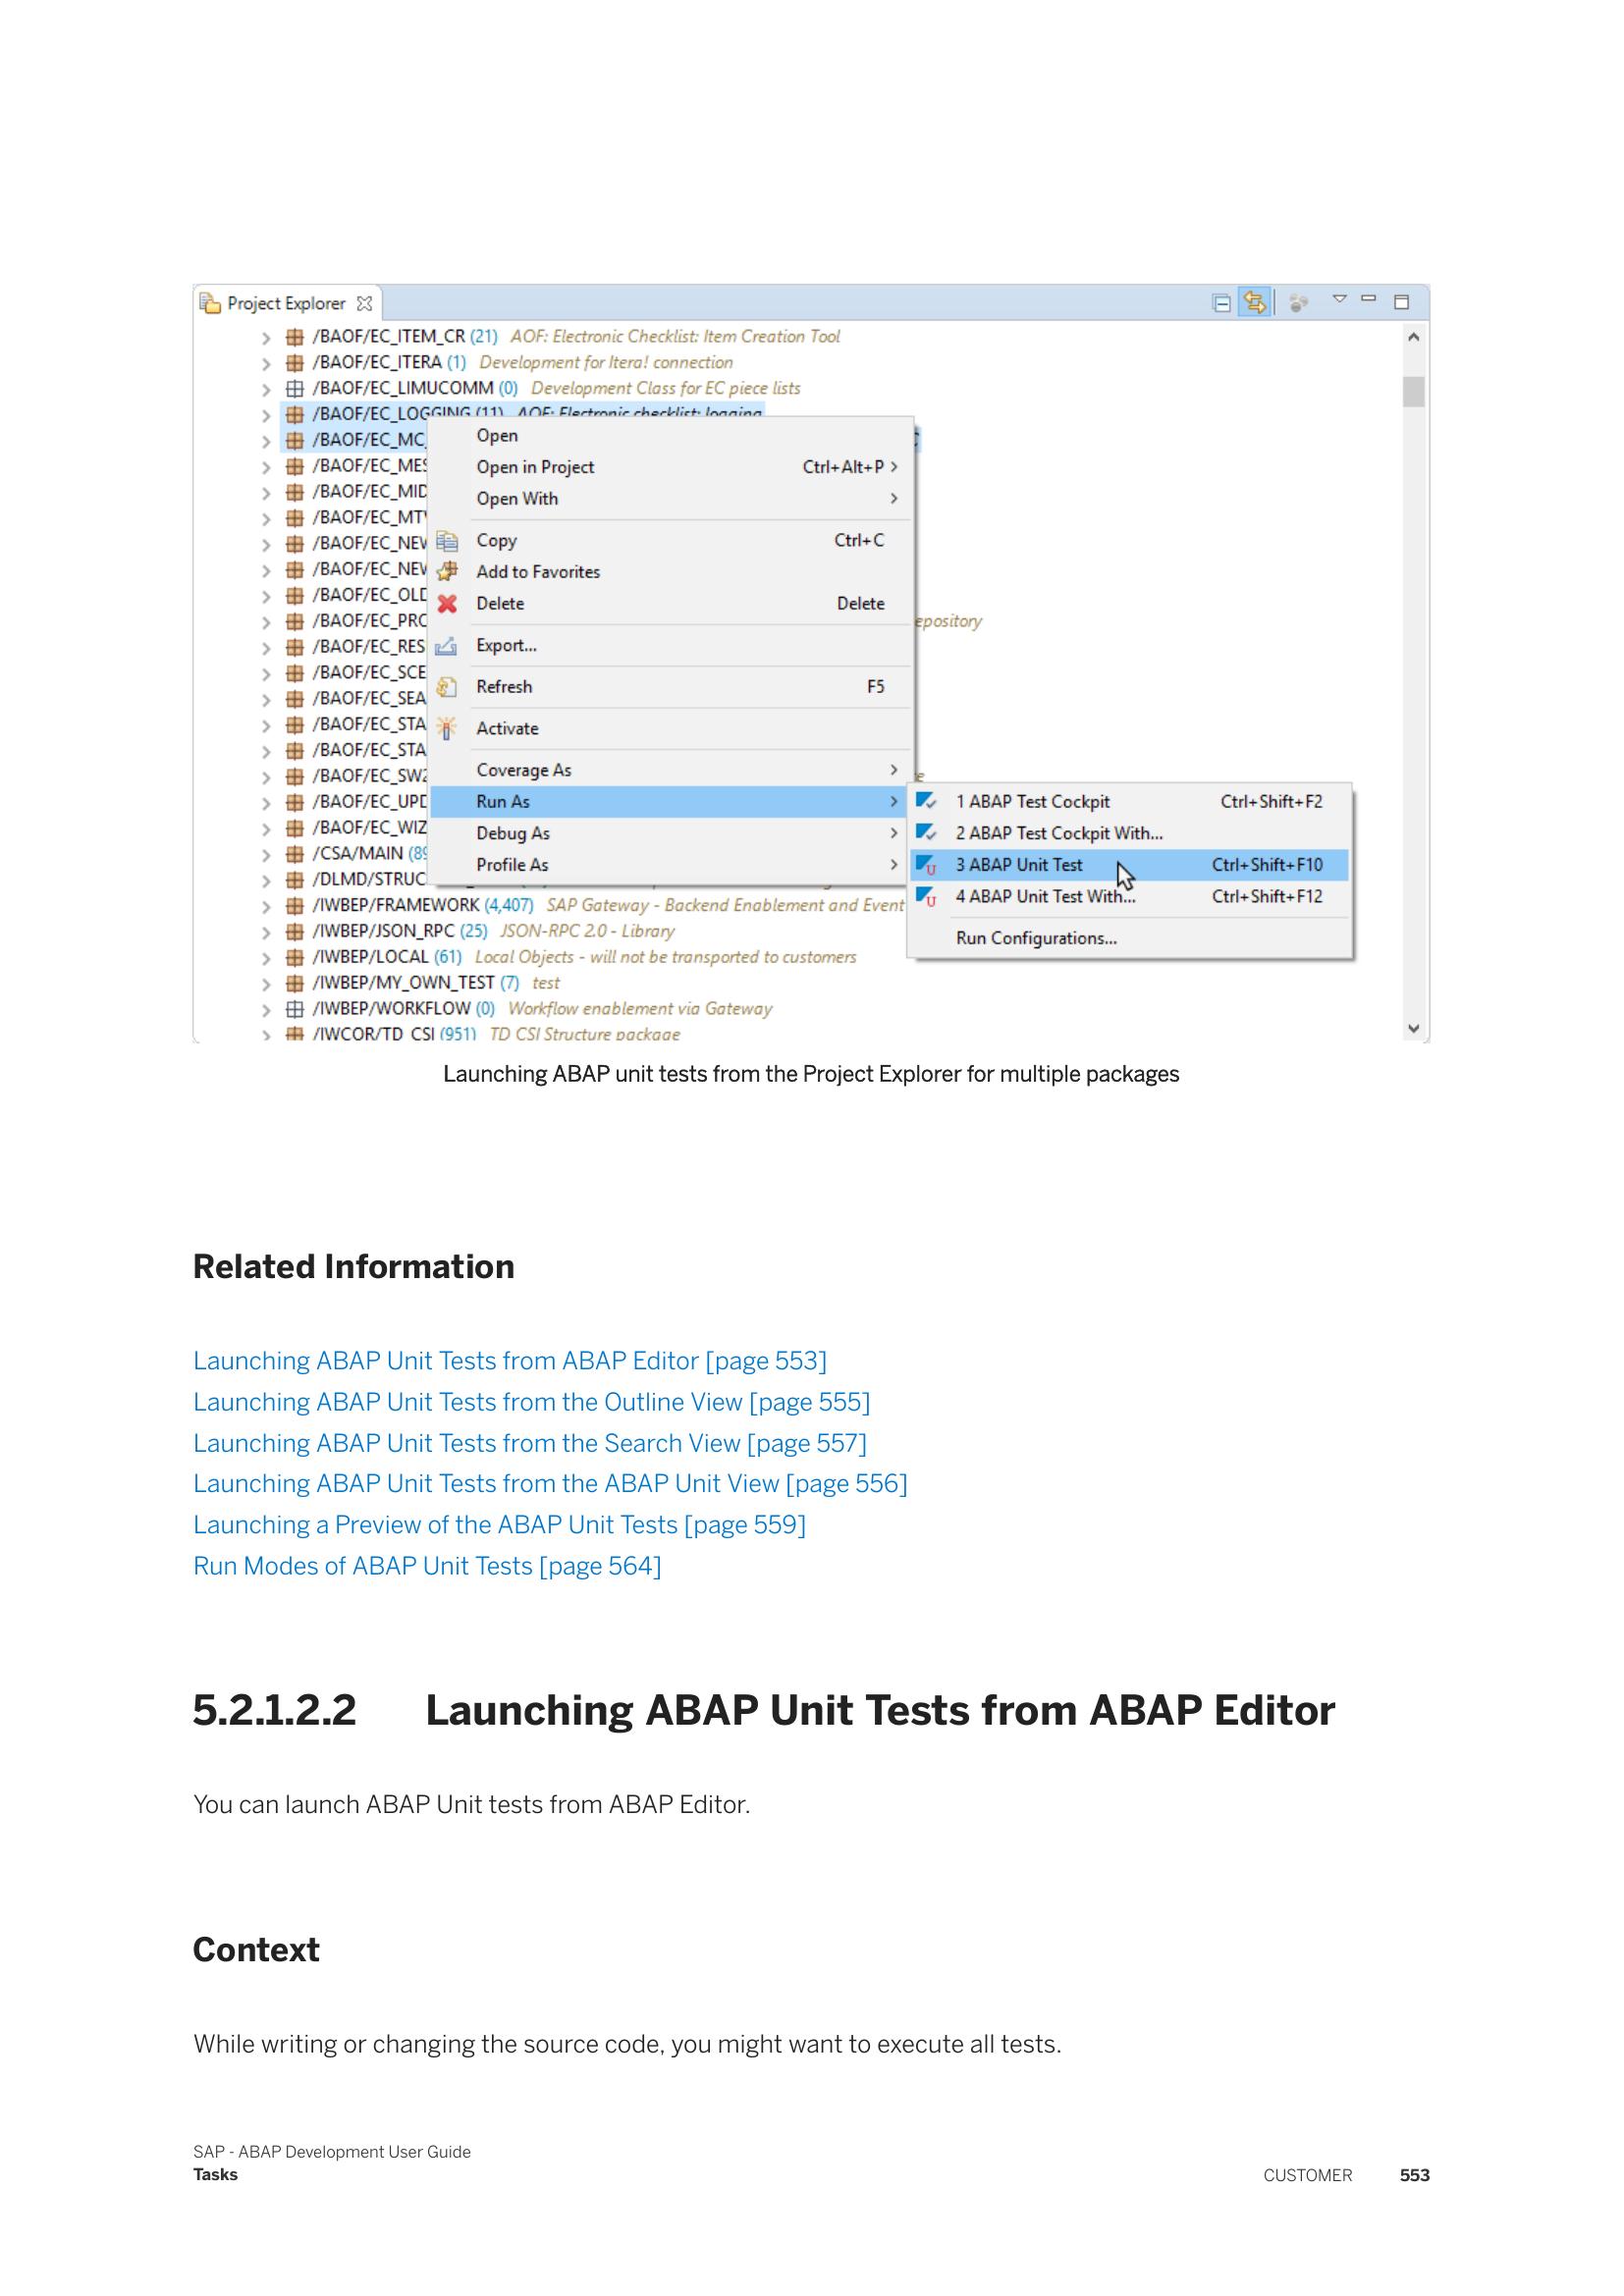 Project Explorer
/BAOF/EC_ITEM_CR (21) AOF: Electronic Checklist: Item Creation Tool
/BAOF/EC_ITERA (1) Development for Itera! connection
/BAOF/EC_LIMUCOMM (0) Development Class for EC piece lists
/BAOF/EC_LOGGING (11) AOF: Electronic checklist: logging
/BAOF/EC_MC_
/BAOF/EC_MES
/BAOF/EC_MID
/BAOF/EC_MTV
/BAOF/EC_NEW
/BAOF/EC_NEW
/BAOF/EC_OLD
/BAOF/EC_PRO epository
/BAOF/EC_RES
/BAOF/EC_SCE
/BAOF/EC_SEA
/BAOF/EC_STA
/BAOF/EC_STA
/BAOF/EC_SW2
/BAOF/EC_UPD
/BAOF/EC_WIZ
/CSA/MAIN (89
/DLMD/STRUC
/IWBEP/FRAMEWORK (4,407) SAP Gateway - Backend Enablement and Event
/IWBEP/JSON_RPC (25) JSON-RPC 2.0 - Library
/IWBEP/LOCAL (61) Local Objects - will not be transported to customers
/IWBEP/MY_OWN_TEST (7) test
/IWBEP/WORKFLOW (0) Workflow enablement via Gateway
/IWCOR/TD_CSI (951) TD CSI Structure package
Open
Open in Project Ctrl+Alt+P
Open With
Copy Ctrl+C
Add to Favorites
Delete Delete
Export...
Refresh F5
Activate
Coverage As
Run As
Debug As
Profile As
1 ABAP Test Cockpit Ctrl+Shift+F2
2 ABAP Test Cockpit With...
3 ABAP Unit Test Ctrl+Shift+F10
4 ABAP Unit Test With... Ctrl+Shift+F12
Run Configurations...
Launching ABAP unit tests from the Project Explorer for multiple packages
Related Information
Launching ABAP Unit Tests from ABAP Editor [page 553]
Launching ABAP Unit Tests from the Outline View [page 555]
Launching ABAP Unit Tests from the Search View [page 557]
Launching ABAP Unit Tests from the ABAP Unit View [page 556]
Launching a Preview of the ABAP Unit Tests [page 559]
Run Modes of ABAP Unit Tests [page 564]
5.2.1.2.2 Launching ABAP Unit Tests from ABAP Editor
You can launch ABAP Unit tests from ABAP Editor.
Context
While writing or changing the source code, you might want to execute all tests.
SAP - ABAP Development User Guide
Tasks
CUSTOMER 553